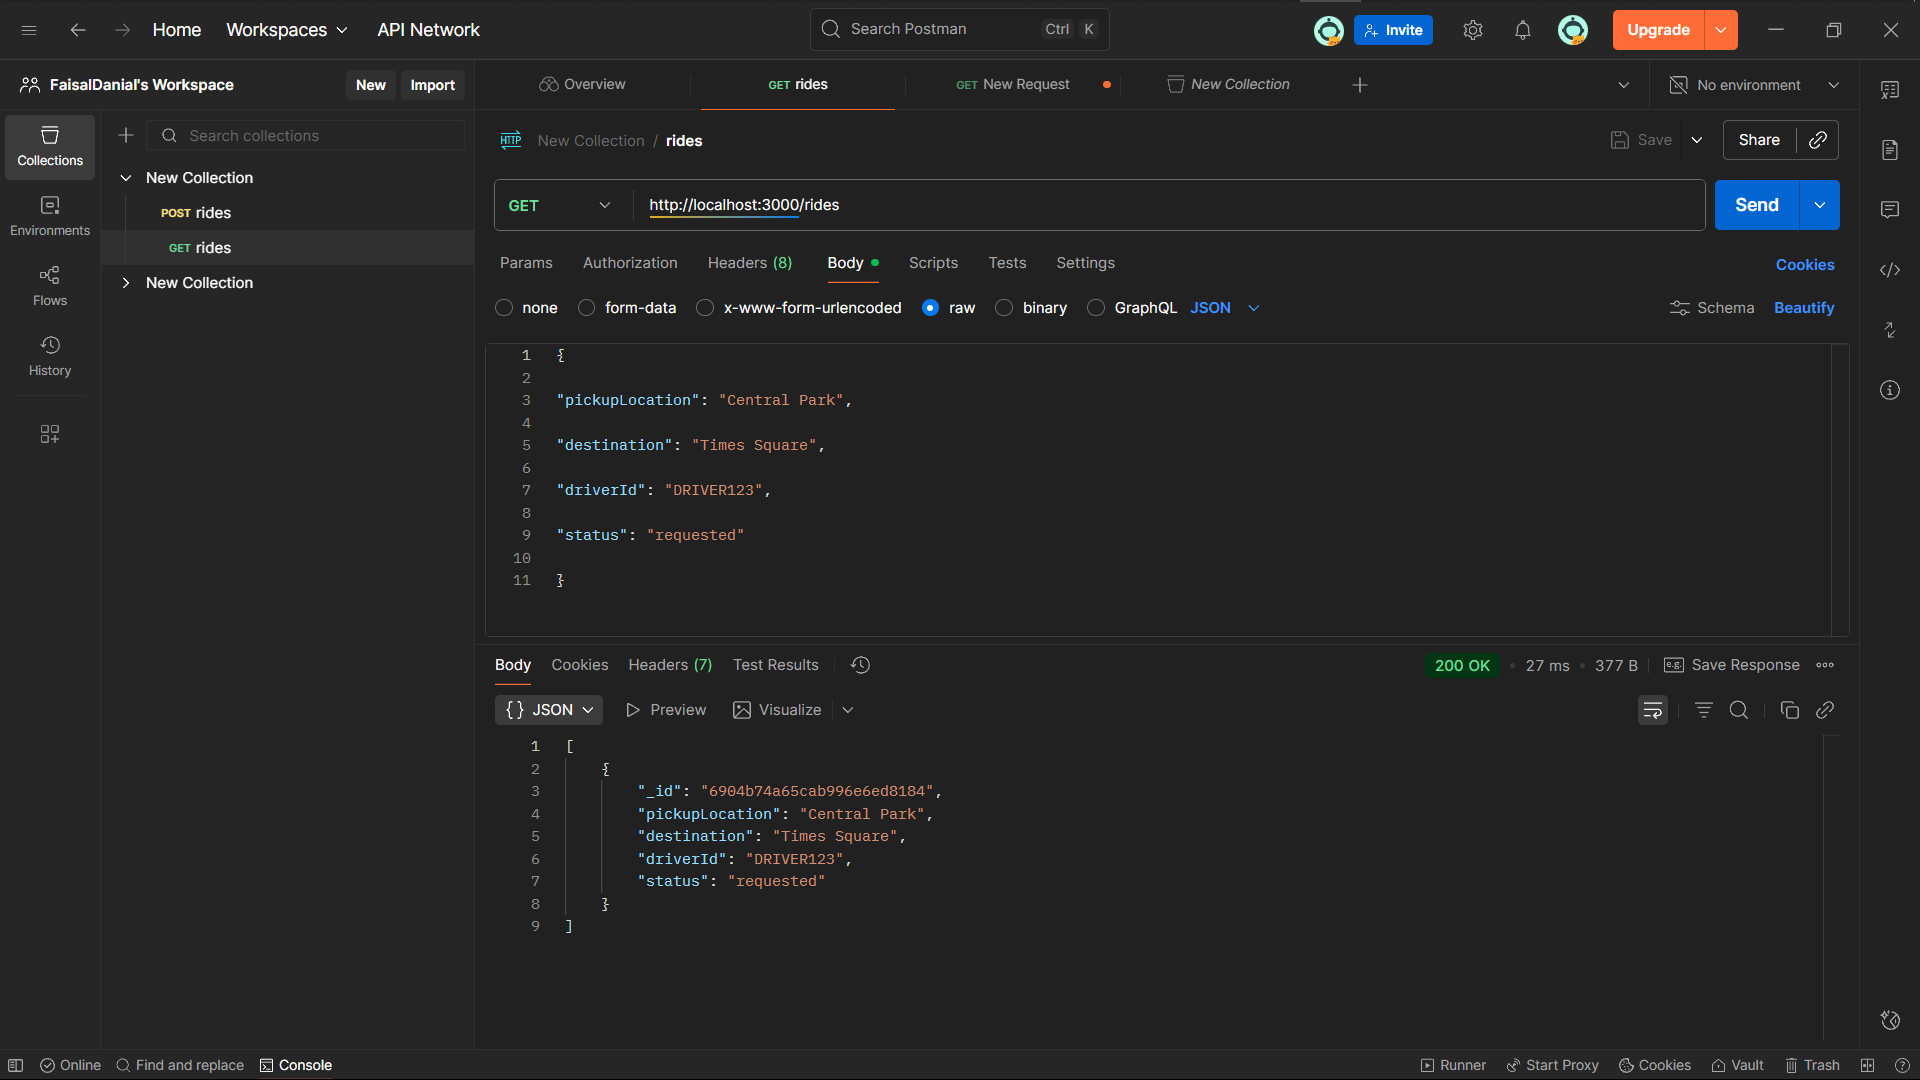 Home Workspaces API Network Search Postman Ctrl K Invite Upgrade
FaisalDanial's Workspace New Import Overview GET rides GET New Request New Collection No environment
Collections
Environments
Flows
History
Search collections
New Collection
POST rides
GET rides
New Collection
HTTP New Collection / rides Save Share
GET http://localhost:3000/rides Send
Params Authorization Headers (8) Body Scripts Tests Settings Cookies
none form-data x-www-form-urlencoded raw binary GraphQL JSON Schema Beautify
1 {
2
3 "pickupLocation": "Central Park",
4
5 "destination": "Times Square",
6
7 "driverId": "DRIVER123",
8
9 "status": "requested"
10
11 }
Body Cookies Headers (7) Test Results 200 OK • 27 ms • 377 B e.g. Save Response
{} JSON Preview Visualize
1 [
2 {
3 "_id": "6904b74a65cab996e6ed8184",
4 "pickupLocation": "Central Park",
5 "destination": "Times Square",
6 "driverId": "DRIVER123",
7 "status": "requested"
8 }
9 ]
Online Find and replace Console Runner Start Proxy Cookies Vault Trash